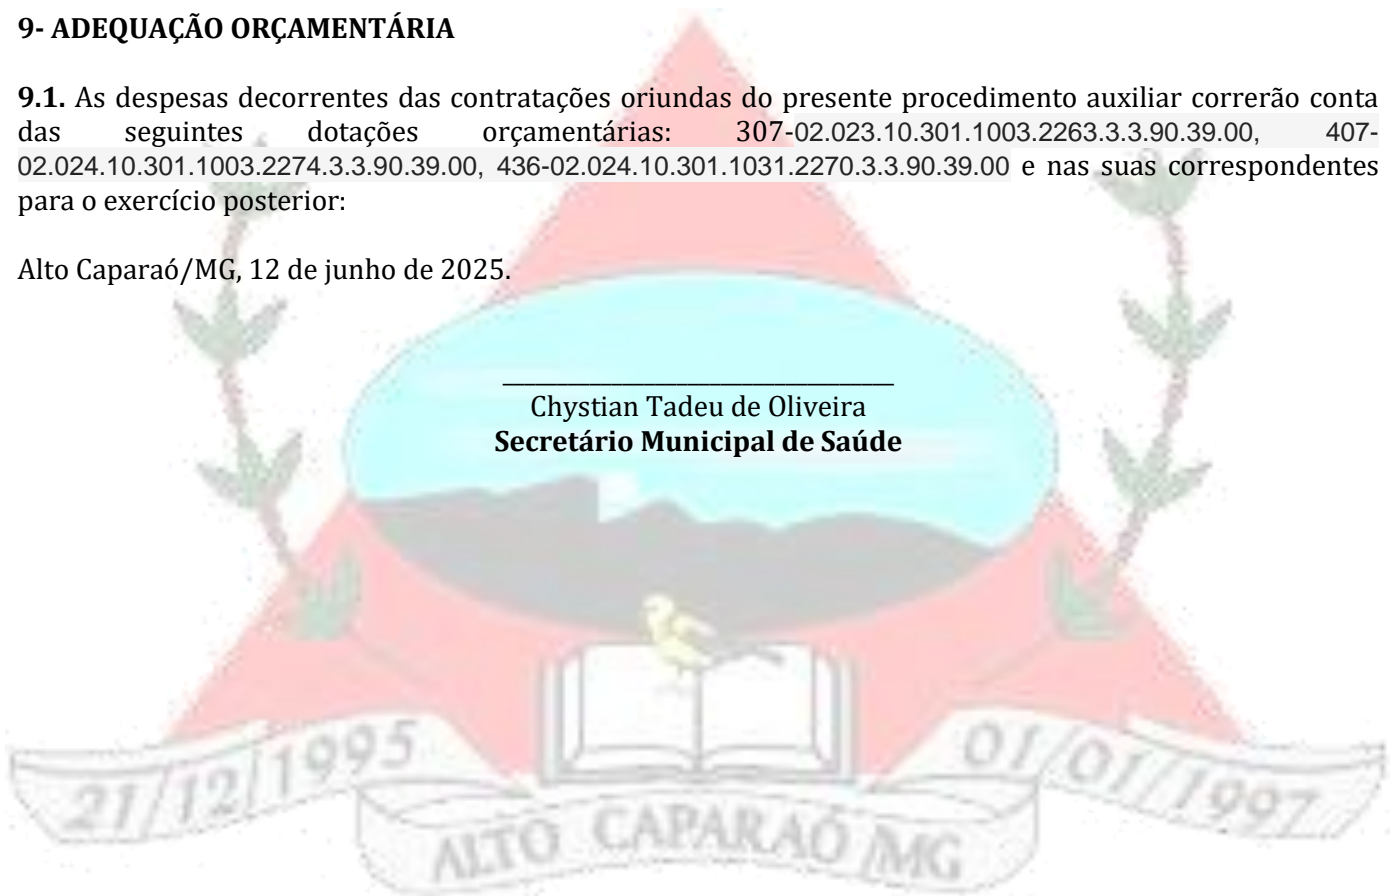 9- ADEQUAÇÃO ORÇAMENTÁRIA
9.1. As despesas decorrentes das contratações oriundas do presente procedimento auxiliar correrão conta
das seguintes dotações orçamentárias: 307-02.023.10.301.1003.2263.3.3.90.39.00, 407-
02.024.10.301.1003.2274.3.3.90.39.00, 436-02.024.10.301.1031.2270.3.3.90.39.00 e nas suas correspondentes
para o exercício posterior:
Alto Caparaó/MG, 12 de junho de 2025.
Chystian Tadeu de Oliveira
Secretário Municipal de Saúde
21/12/1995
01/01/1997
ALTO CAPARAÓ MG